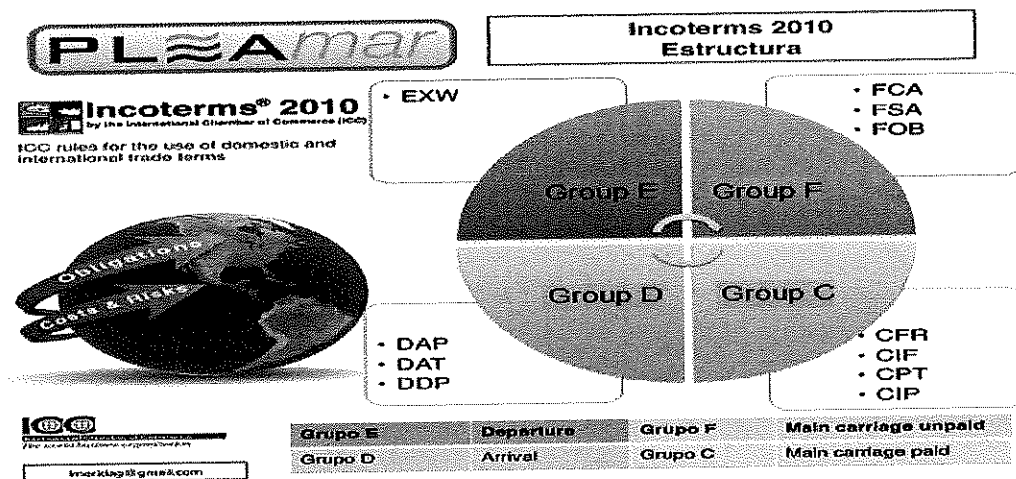 PLEAmar
Incoterms 2010
Estructura
Incoterms® 2010
by the International Chamber of Commerce (ICC)
ICC rules for the use of domestic and
international trade terms
• EXW
• FCA
• FSA
• FOB
Group E
Group F
Group D
Group C
Obligations
Costs & Risks
• DAP
• DAT
• DDP
• CFR
• CIF
• CPT
• CIP
ICC
Grupo E Departure Grupo F Main carriage unpaid
Grupo D Arrival Grupo C Main carriage paid